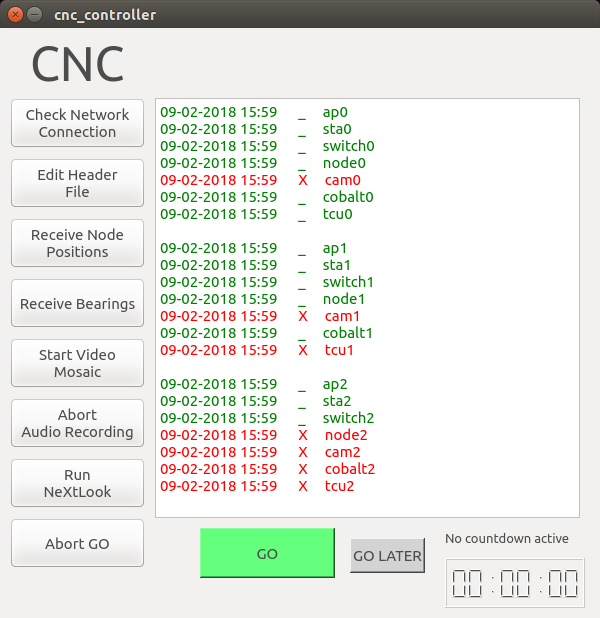 cnc_controller
CNC
Check Network
Connection
Edit Header
File
Receive Node
Positions
Receive Bearings
Start Video
Mosaic
Abort
Audio Recording
Run
NeXtLook
Abort GO
09-02-2018 15:59 _ ap0
09-02-2018 15:59 _ sta0
09-02-2018 15:59 _ switch0
09-02-2018 15:59 _ node0
09-02-2018 15:59 X cam0
09-02-2018 15:59 _ cobalt0
09-02-2018 15:59 _ tcu0
09-02-2018 15:59 _ ap1
09-02-2018 15:59 _ sta1
09-02-2018 15:59 _ switch1
09-02-2018 15:59 _ node1
09-02-2018 15:59 X cam1
09-02-2018 15:59 _ cobalt1
09-02-2018 15:59 X tcu1
09-02-2018 15:59 _ ap2
09-02-2018 15:59 _ sta2
09-02-2018 15:59 _ switch2
09-02-2018 15:59 X node2
09-02-2018 15:59 X cam2
09-02-2018 15:59 X cobalt2
09-02-2018 15:59 X tcu2
GO
GO LATER
No countdown active
00:00:00